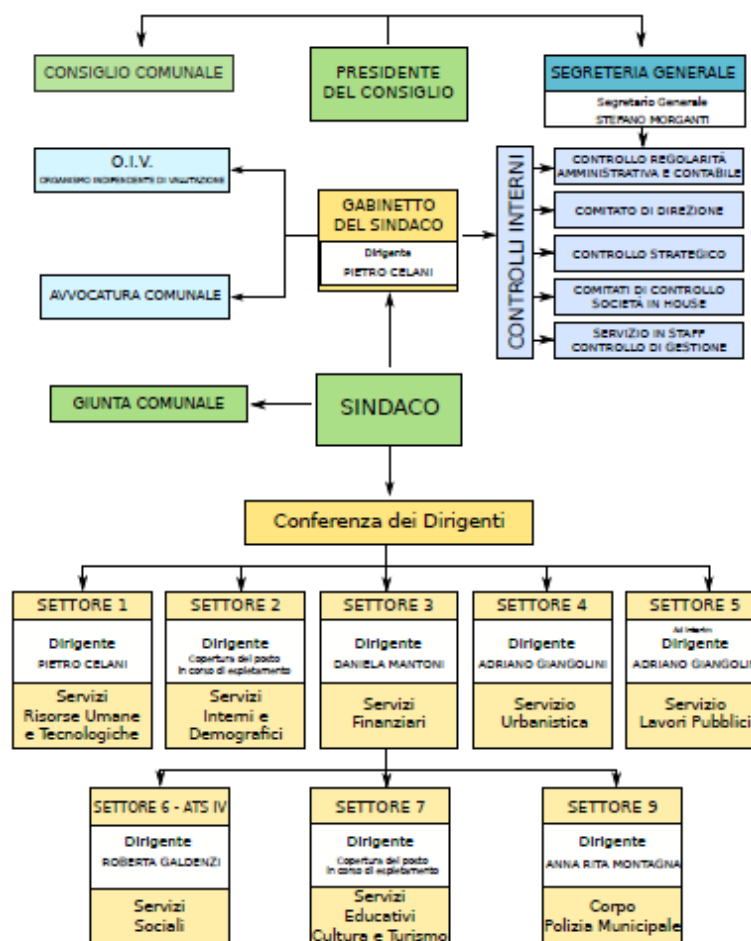 CONSIGLIO COMUNALE
PRESIDENTE
DEL CONSIGLIO
SEGRETERIA GENERALE
Segretario Generale
STEFANO MORGANTI
O.I.V.
ORGANISMO INDIPENDENTE DI VALUTAZIONE
AVVOCATURA COMUNALE
GABINETTO
DEL SINDACO
Dirigente
PIETRO CELANI
CONTROLLI INTERNI
CONTROLLO REGOLARITÀ
AMMINISTRATIVA E CONTABILE
COMITATO DI DIREZIONE
CONTROLLO STRATEGICO
COMITATI DI CONTROLLO
SOCIETÀ IN HOUSE
SERVIZIO IN STAFF
CONTROLLO DI GESTIONE
GIUNTA COMUNALE
SINDACO
Conferenza dei Dirigenti
SETTORE 1
Dirigente
PIETRO CELANI
Servizi
Risorse Umane
e Tecnologiche
SETTORE 2
Dirigente
Copertura del posto
in corso di espletamento
Servizi
Interni e
Demografici
SETTORE 3
Dirigente
DANIELA MANTONI
Servizi
Finanziari
SETTORE 4
Dirigente
ADRIANO GIANGOLINI
Servizio
Urbanistica
SETTORE 5
Ad Interim
Dirigente
ADRIANO GIANGOLINI
Servizio
Lavori Pubblici
SETTORE 6 - ATS IV
Dirigente
ROBERTA GALDENZI
Servizi
Sociali
SETTORE 7
Dirigente
Copertura del posto
in corso di espletamento
Servizi
Educativi
Cultura e Turismo
SETTORE 9
Dirigente
ANNA RITA MONTAGNA
Corpo
Polizia Municipale